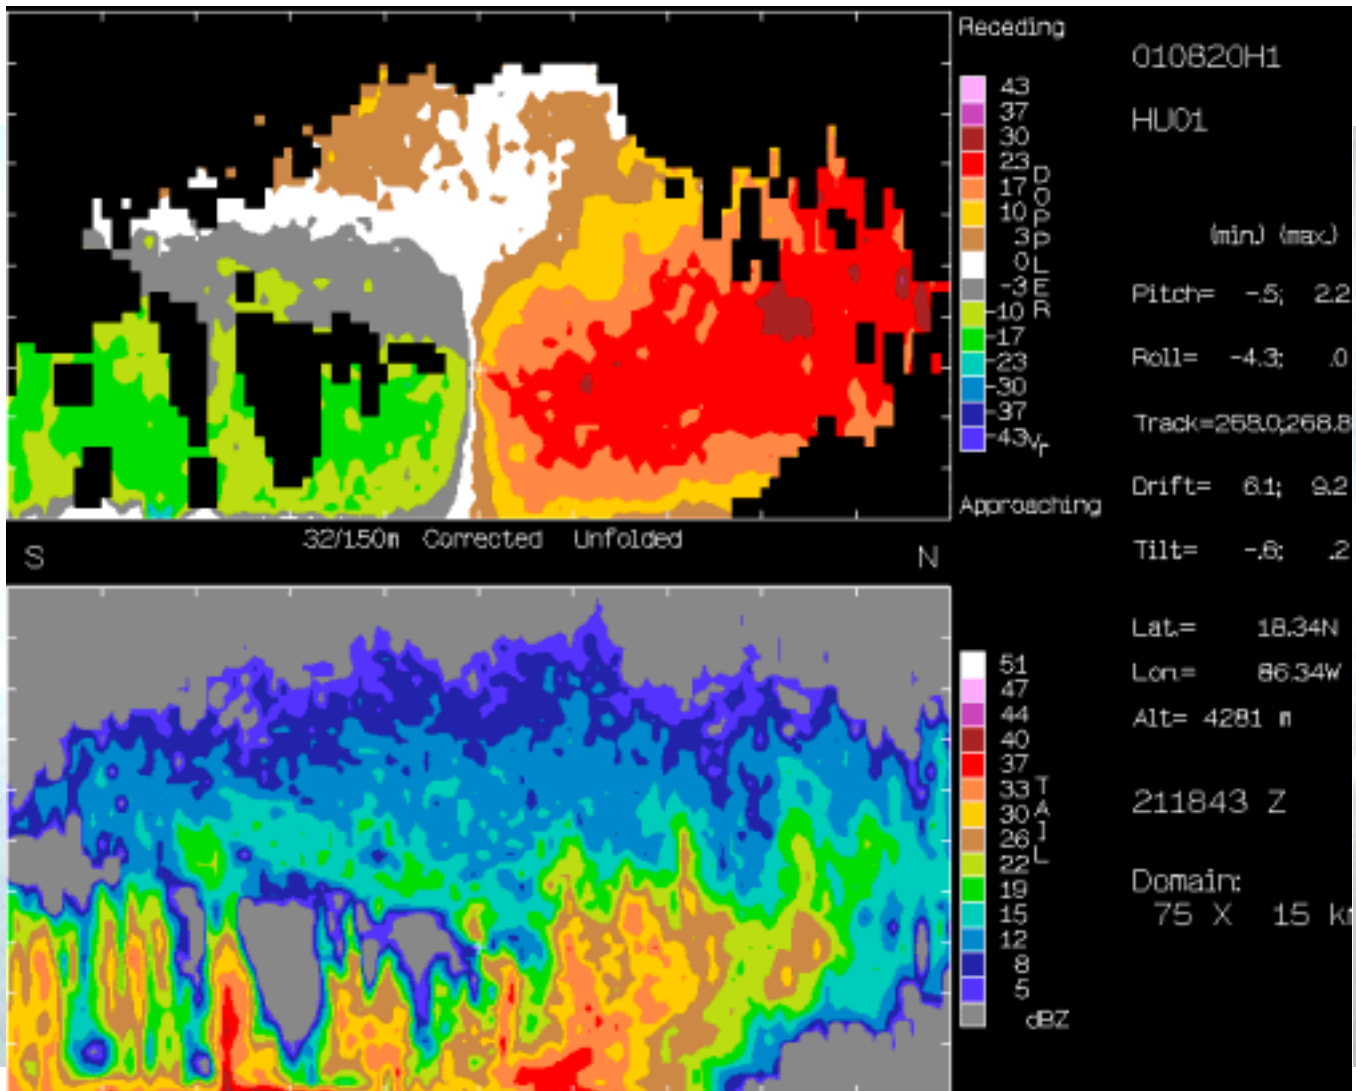 Receding
43
37
30
23
17
10
3
0
-3
-10
-17
-23
-30
-37
-43
DOPPLER
Vr
Approaching
010820H1
HU01
(min.) (max.)
Pitch= -.5; 2.2
Roll= -4.3; .0
Track=268.0;268.8
Drift= 6.1; 9.2
Tilt= -.6; .2
Lat.= 18.34N
Lon.= 86.34W
Alt= 4281 m
211843 Z
Domain:
75 X 15 k
32/150m Corrected Unfolded
S
N
51
47
44
40
37
33
30
26
22
19
15
12
8
5
TAIL
dBZ